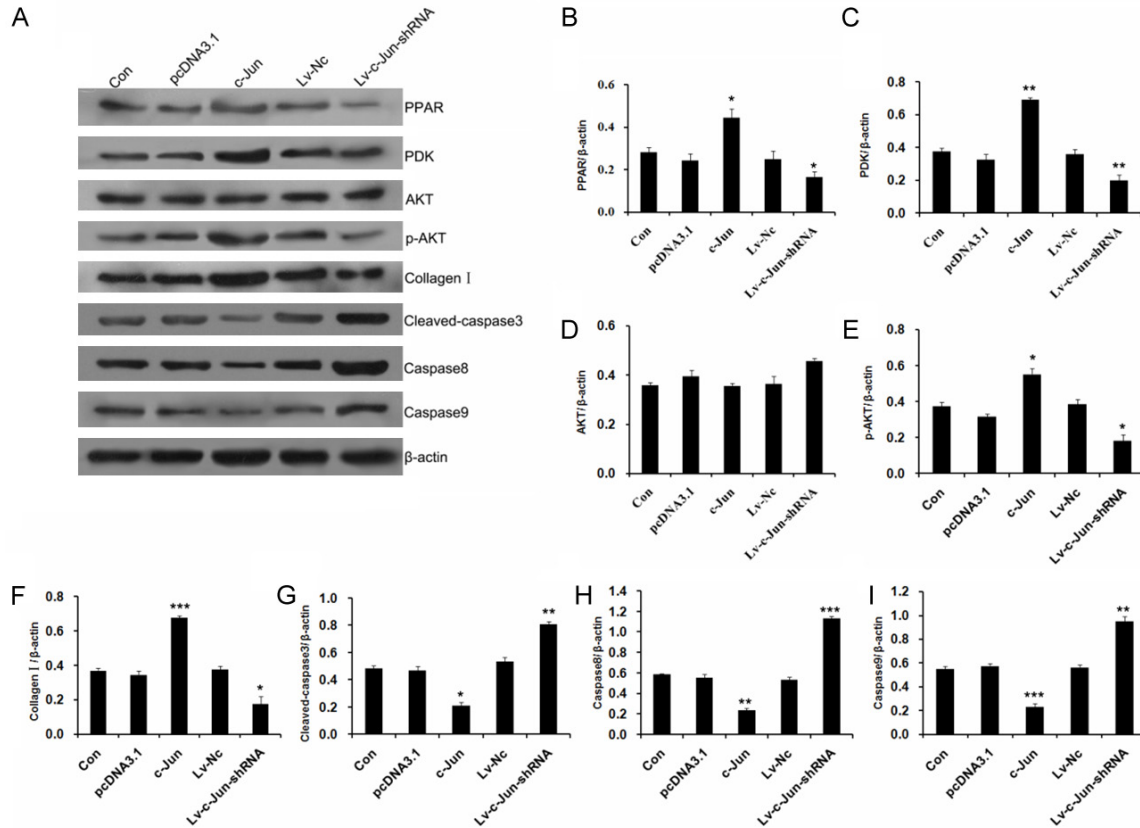 A
Con
pcDNA3.1
c-Jun
Lv-Nc
Lv-c-Jun-shRNA
PPAR
PDK
AKT
p-AKT
Collagen Ⅰ
Cleaved-caspase3
Caspase8
Caspase9
β-actin
B
PPAR/β-actin
0.6
0.4
0.2
0.0
*
*
Con
pcDNA3.1
c-Jun
Lv-Nc
Lv-c-Jun-shRNA
C
PDK/β-actin
0.8
0.6
0.4
0.2
0.0
**
**
Con
pcDNA3.1
c-Jun
Lv-Nc
Lv-c-Jun-shRNA
D
AKT/β-actin
0.6
0.4
0.2
0.0
Con
pcDNA3.1
c-Jun
Lv-Nc
Lv-c-Jun-shRNA
E
p-AKT/β-actin
0.8
0.6
0.4
0.2
0.0
*
*
Con
pcDNA3.1
c-Jun
Lv-Nc
Lv-c-Jun-shRNA
F
Collagen Ⅰ/β-actin
0.8
0.6
0.4
0.2
0.0
***
*
Con
pcDNA3.1
c-Jun
Lv-Nc
Lv-c-Jun-shRNA
G
Cleaved-caspase3/β-actin
1.0
0.8
0.6
0.4
0.2
0.0
*
**
Con
pcDNA3.1
c-Jun
Lv-Nc
Lv-c-Jun-shRNA
H
Caspase8/β-actin
1.4
1.2
1.0
0.8
0.6
0.4
0.2
0.0
**
***
Con
pcDNA3.1
c-Jun
Lv-Nc
Lv-c-Jun-shRNA
I
Caspase9/β-actin
1.2
1.0
0.8
0.6
0.4
0.2
0.0
***
**
Con
pcDNA3.1
c-Jun
Lv-Nc
Lv-c-Jun-shRNA